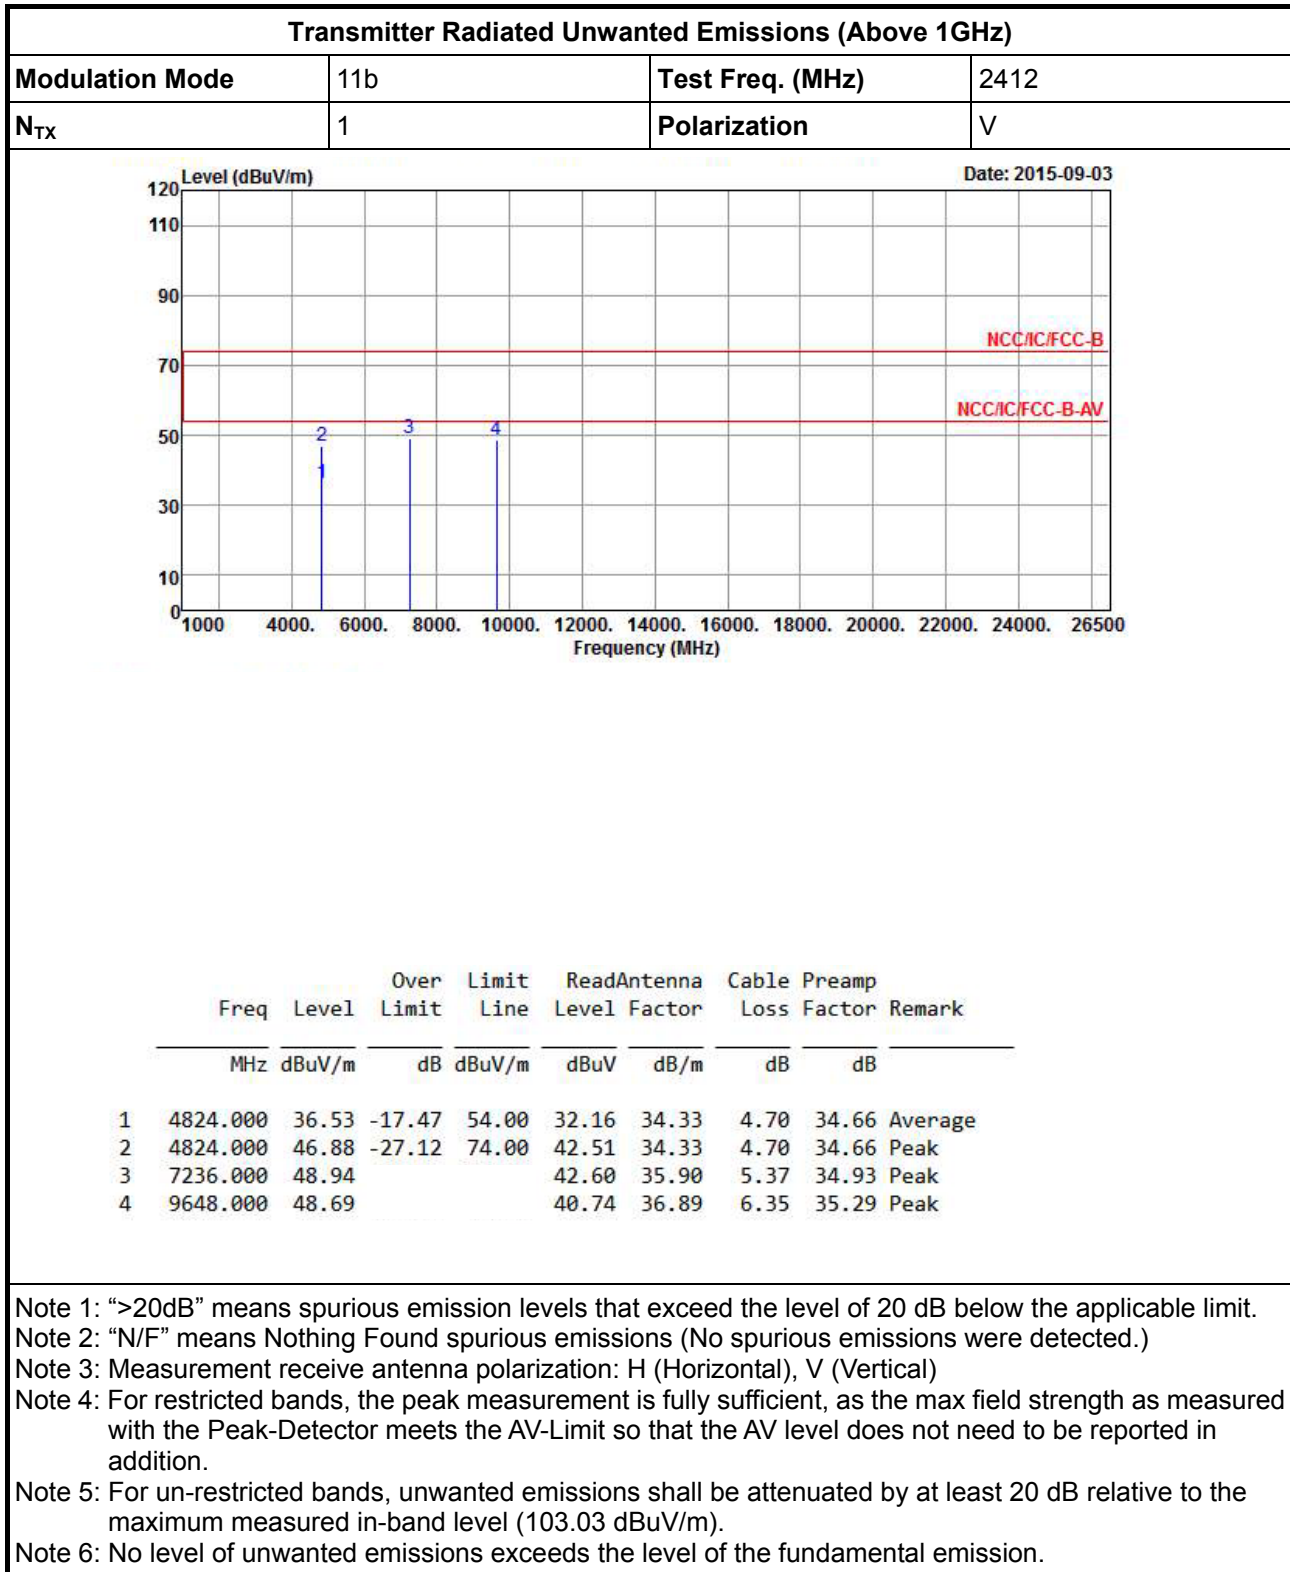 Transmitter Radiated Unwanted Emissions (Above 1GHz)
Modulation Mode 11b Test Freq. (MHz) 2412
NTX 1 Polarization V
Level (dBuV/m) Date: 2015-09-03
120
110
90
NCC/IC/FCC-B
70
NCC/IC/FCC-B-AV
50
2 3 4
1
30
10
0
1000 4000. 6000. 8000. 10000. 12000. 14000. 16000. 18000. 20000. 22000. 24000. 26500
Frequency (MHz)
Over Limit ReadAntenna Cable Preamp
Freq Level Limit Line Level Factor Loss Factor Remark
MHz dBuV/m dB dBuV/m dBuV dB/m dB dB
1 4824.000 36.53 -17.47 54.00 32.16 34.33 4.70 34.66 Average
2 4824.000 46.88 -27.12 74.00 42.51 34.33 4.70 34.66 Peak
3 7236.000 48.94 42.60 35.90 5.37 34.93 Peak
4 9648.000 48.69 40.74 36.89 6.35 35.29 Peak
Note 1: “>20dB” means spurious emission levels that exceed the level of 20 dB below the applicable limit.
Note 2: “N/F” means Nothing Found spurious emissions (No spurious emissions were detected.)
Note 3: Measurement receive antenna polarization: H (Horizontal), V (Vertical)
Note 4: For restricted bands, the peak measurement is fully sufficient, as the max field strength as measured
with the Peak-Detector meets the AV-Limit so that the AV level does not need to be reported in
addition.
Note 5: For un-restricted bands, unwanted emissions shall be attenuated by at least 20 dB relative to the
maximum measured in-band level (103.03 dBuV/m).
Note 6: No level of unwanted emissions exceeds the level of the fundamental emission.